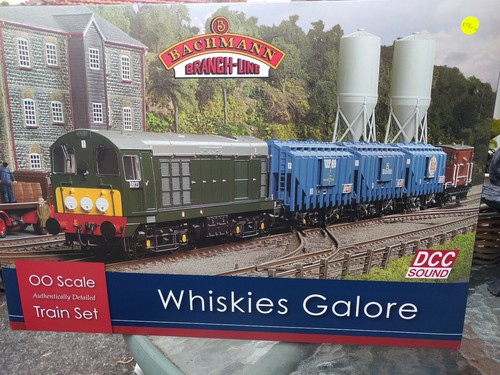 BACHMANN
BRANCH-LINE
OO Scale
Authentically Detailed
Train Set
Whiskies Galore
DCC
SOUND